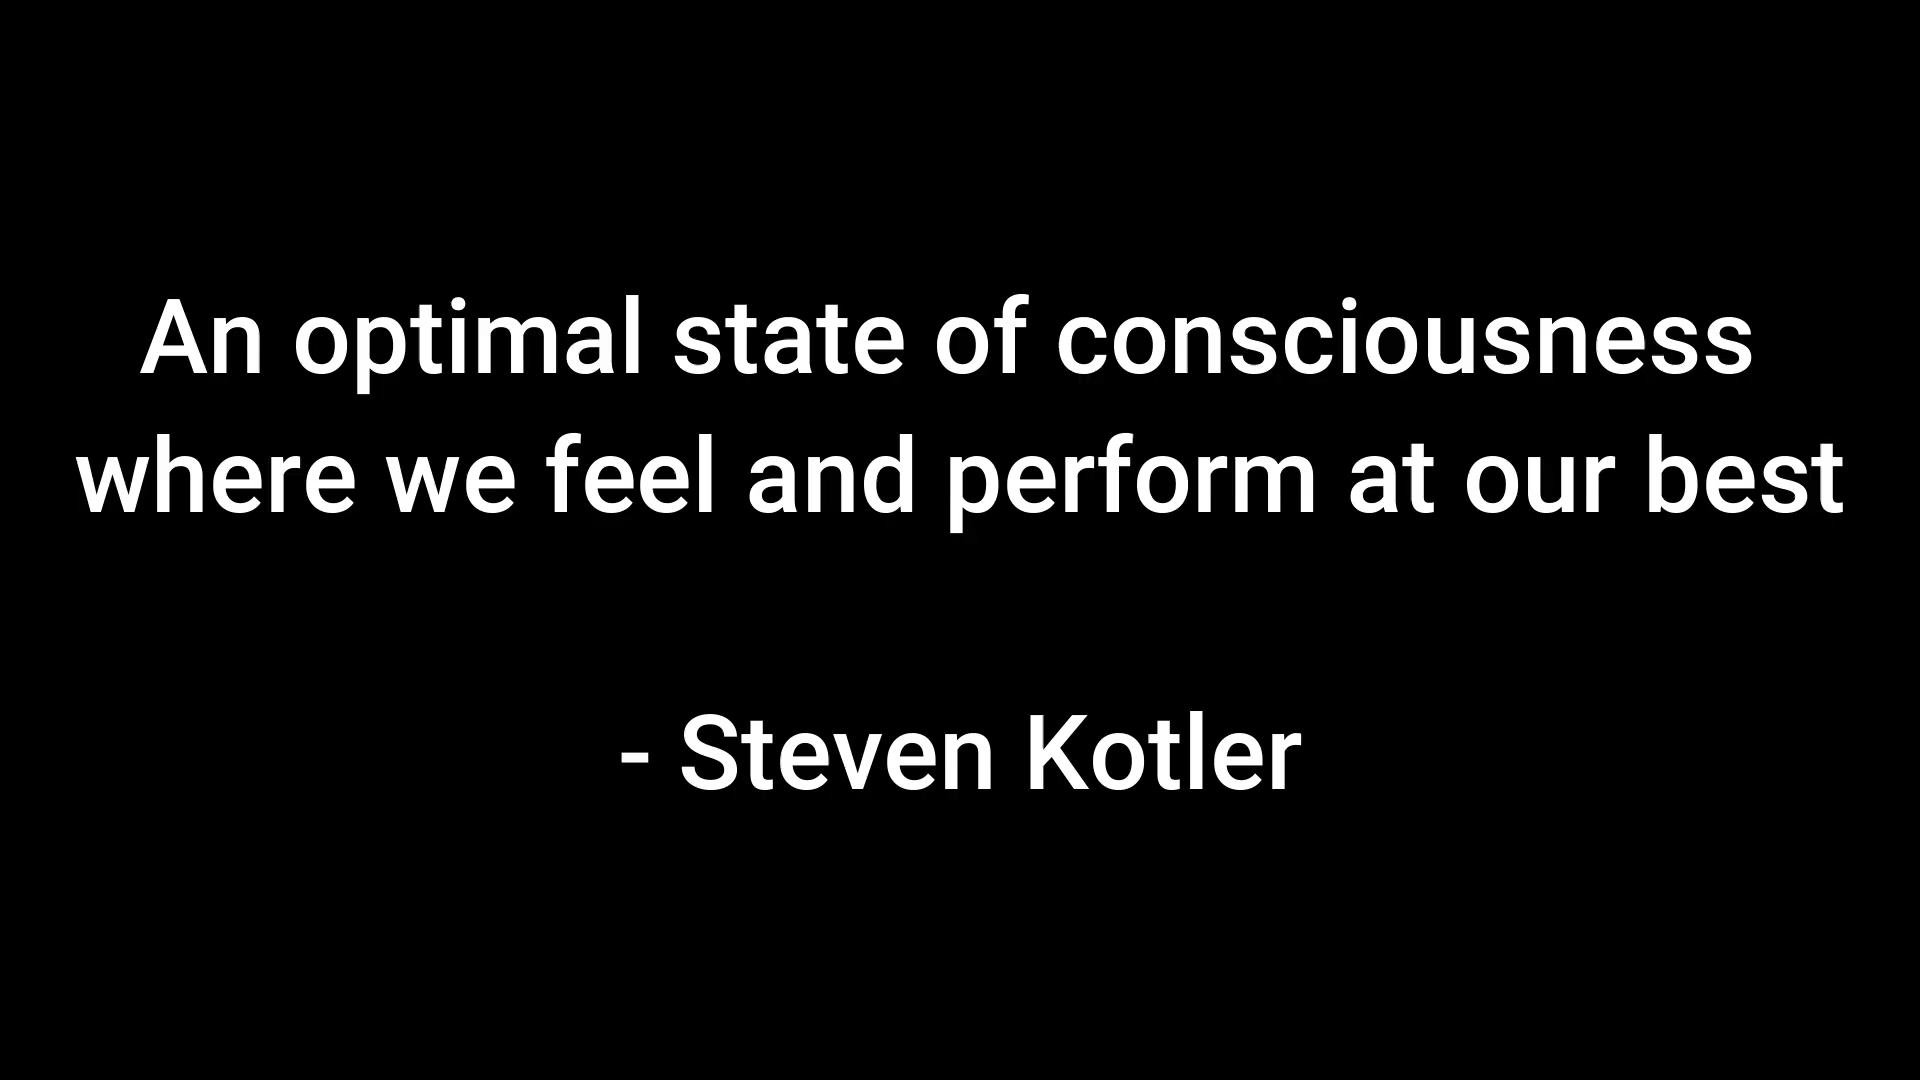 An optimal state of consciousness
where we feel and perform at our best
- Steven Kotler